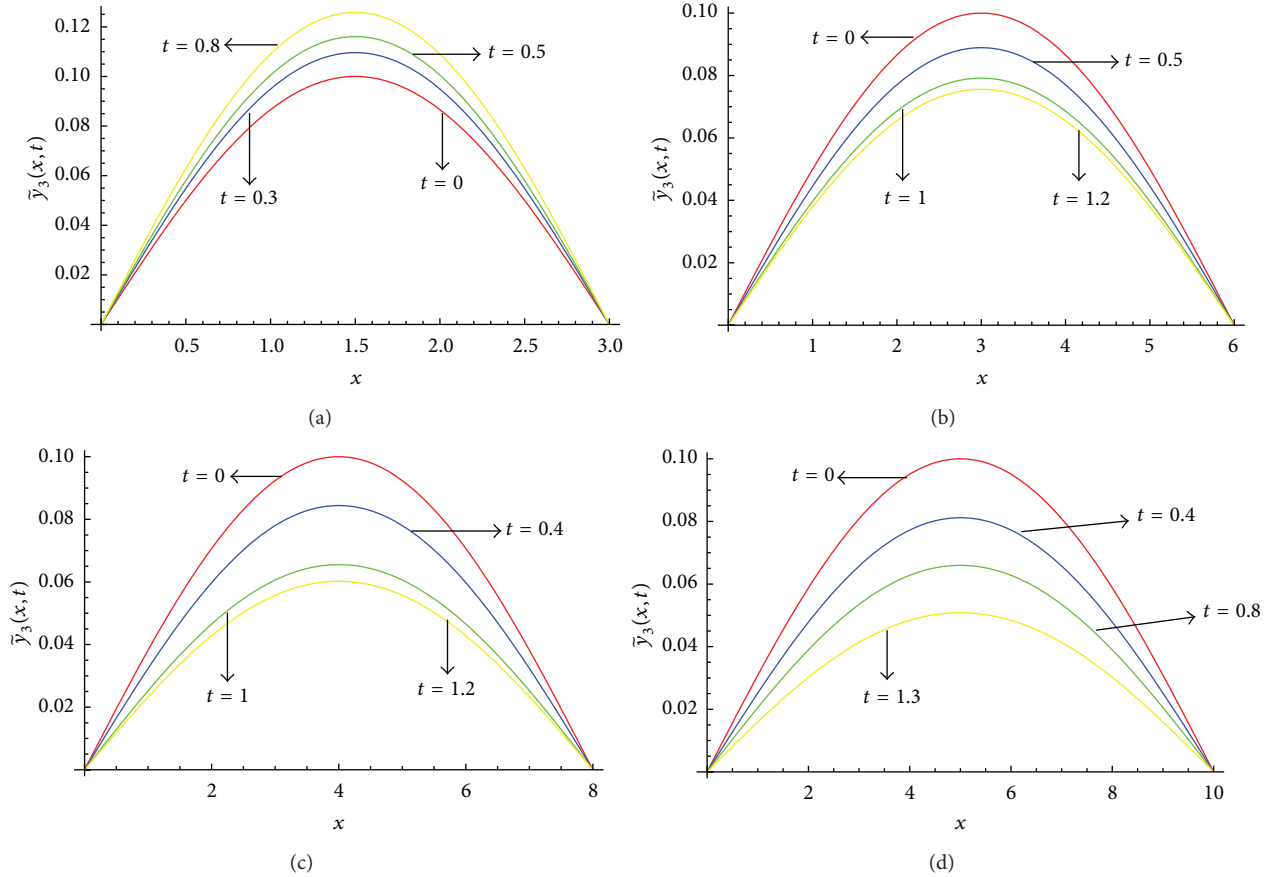 0.12
0.10
0.08
0.06
0.04
0.02
ỹ₃(x, t)
t = 0.8
t = 0.5
t = 0.3
t = 0
0.5 1.0 1.5 2.0 2.5 3.0
x
(a)
0.10
0.08
0.06
0.04
0.02
ỹ₃(x, t)
t = 0
t = 0.5
t = 1
t = 1.2
1 2 3 4 5 6
x
(b)
0.10
0.08
0.06
0.04
0.02
ỹ₃(x, t)
t = 0
t = 0.4
t = 1
t = 1.2
2 4 6 8
x
(c)
0.10
0.08
0.06
0.04
0.02
ỹ₃(x, t)
t = 0
t = 0.4
t = 0.8
t = 1.3
2 4 6 8 10
x
(d)